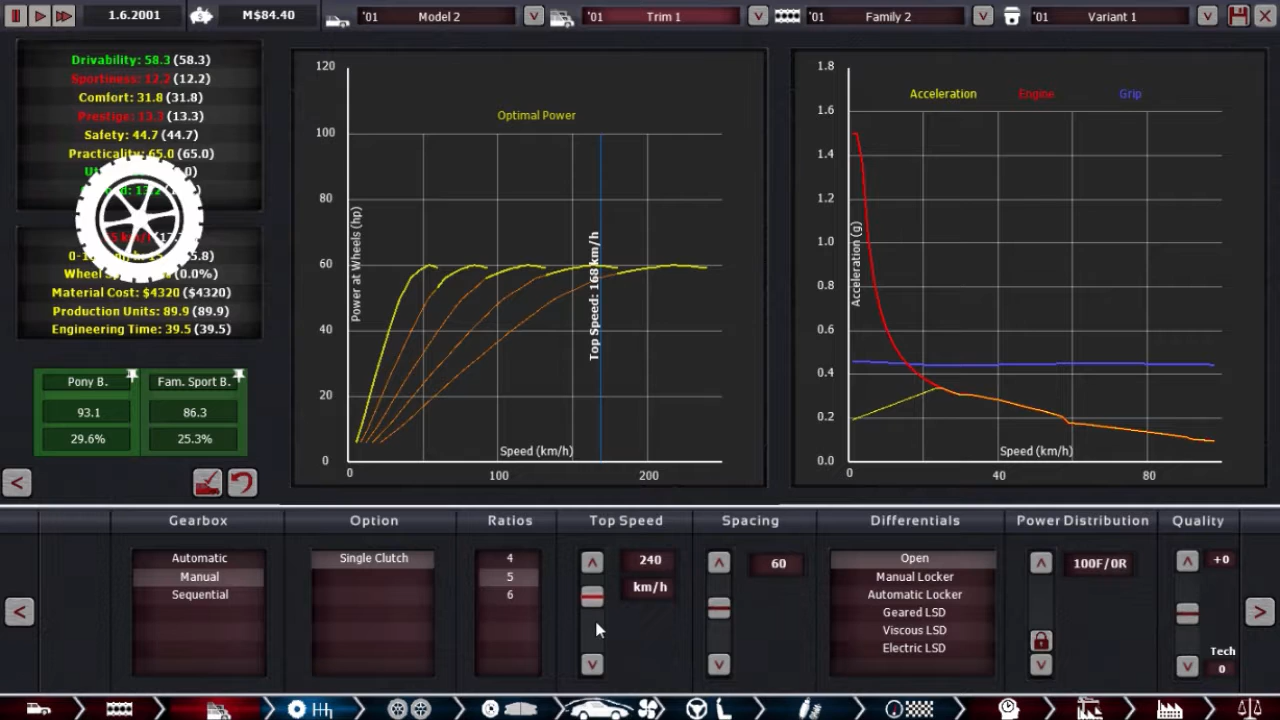 1.6.2001
M$84.40
'01 Model 2
'01 Trim 1
'01 Family 2
'01 Variant 1
Drivability: 58.3 (58.3)
Sportiness: 12.2 (12.2)
Comfort: 31.8 (31.8)
Prestige: 13.3 (13.3)
Safety: 44.7 (44.7)
Practicality: 65.0 (65.0)
Wheel
(0.0%)
Material Cost: $4320 ($4320)
Production Units: 89.9 (89.9)
Engineering Time: 39.5 (39.5)
Pony B.
Fam. Sport B.
93.1
86.3
29.6%
25.3%
120
100
80
60
40
20
0
Power at Wheels (hp)
Optimal Power
Top Speed: 168 km/h
Speed (km/h)
0
100
200
1.8
1.6
1.4
1.2
1.0
0.8
0.6
0.4
0.2
0.0
Acceleration (g)
Acceleration
Engine
Grip
Speed (km/h)
0
40
80
Gearbox
Option
Ratios
Top Speed
Spacing
Differentials
Power Distribution
Quality
Automatic
Manual
Sequential
Single Clutch
4
5
6
240
km/h
60
Open
Manual Locker
Automatic Locker
Geared LSD
Viscous LSD
Electric LSD
100F/0R
+0
Tech
0